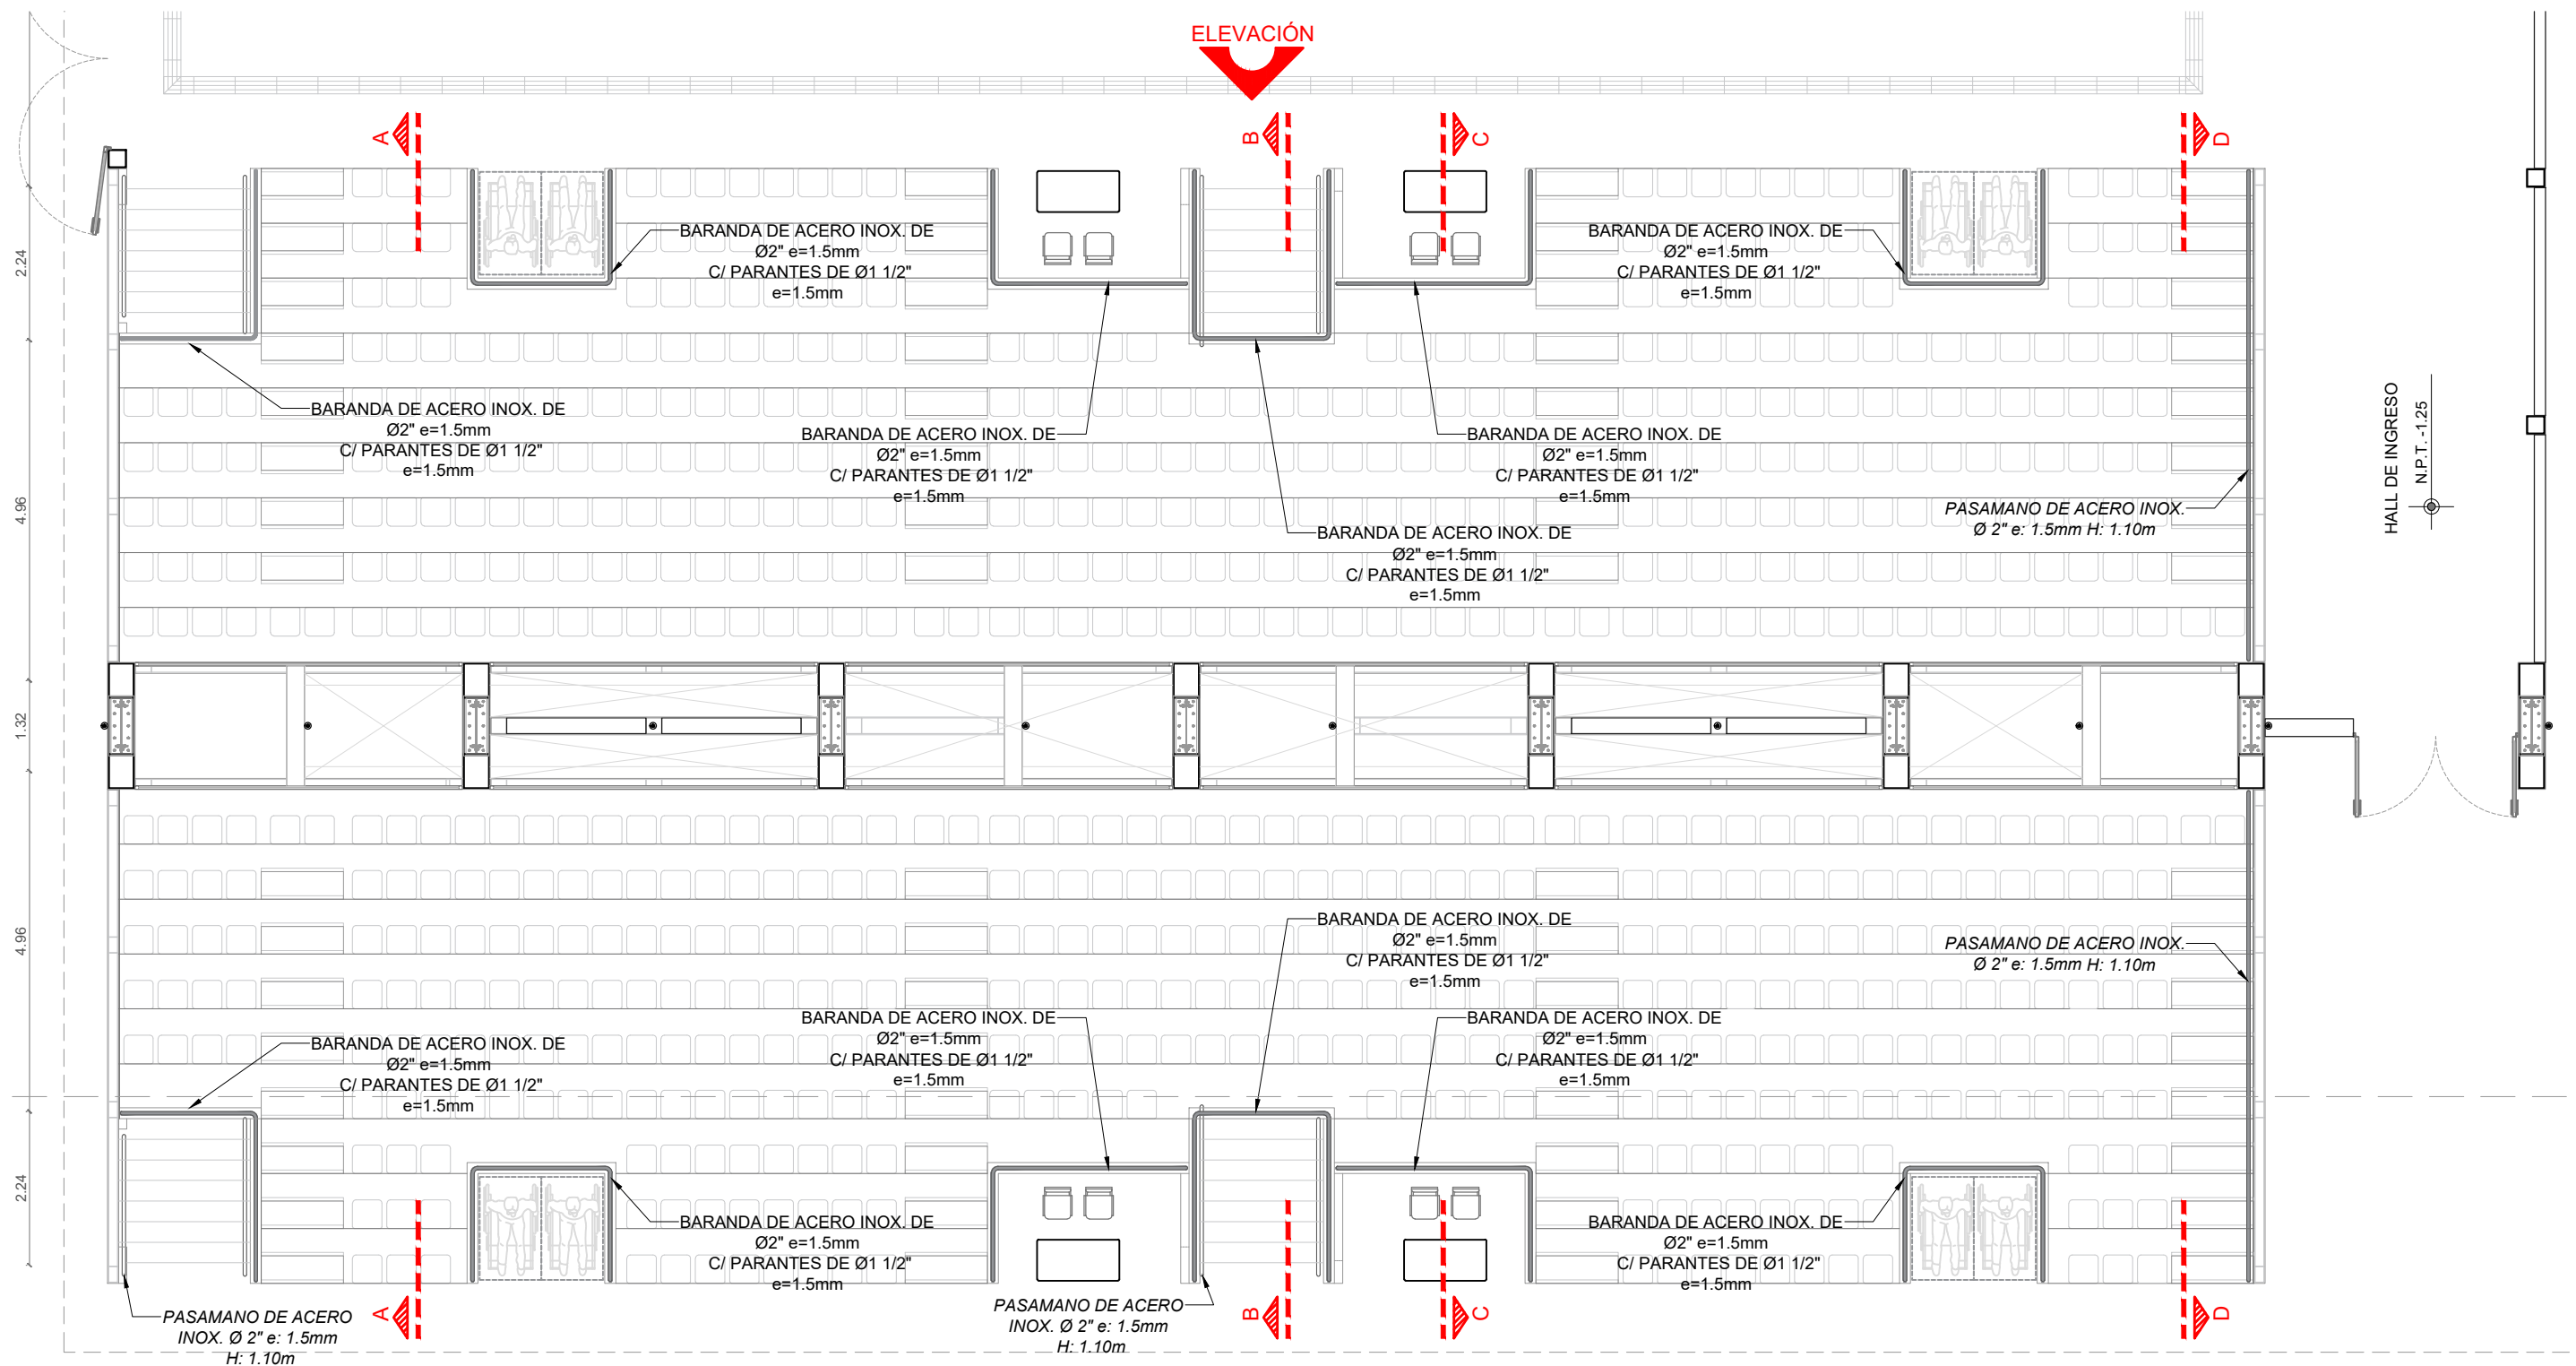 ELEVACIÓN
A
B
C
D
BARANDA DE ACERO INOX. DE
Ø2" e=1.5mm
C/ PARANTES DE Ø1 1/2"
e=1.5mm
BARANDA DE ACERO INOX. DE
Ø2" e=1.5mm
C/ PARANTES DE Ø1 1/2"
e=1.5mm
2.24
BARANDA DE ACERO INOX. DE
Ø2" e=1.5mm
C/ PARANTES DE Ø1 1/2"
e=1.5mm
BARANDA DE ACERO INOX. DE
Ø2" e=1.5mm
C/ PARANTES DE Ø1 1/2"
e=1.5mm
BARANDA DE ACERO INOX. DE
Ø2" e=1.5mm
C/ PARANTES DE Ø1 1/2"
e=1.5mm
HALL DE INGRESO
N.P.T. -1.25
4.96
PASAMANO DE ACERO INOX.
Ø 2" e: 1.5mm H: 1.10m
BARANDA DE ACERO INOX. DE
Ø2" e=1.5mm
C/ PARANTES DE Ø1 1/2"
e=1.5mm
1.32
BARANDA DE ACERO INOX. DE
Ø2" e=1.5mm
C/ PARANTES DE Ø1 1/2"
e=1.5mm
4.96
PASAMANO DE ACERO INOX.
Ø 2" e: 1.5mm H: 1.10m
BARANDA DE ACERO INOX. DE
Ø2" e=1.5mm
C/ PARANTES DE Ø1 1/2"
e=1.5mm
BARANDA DE ACERO INOX. DE
Ø2" e=1.5mm
C/ PARANTES DE Ø1 1/2"
e=1.5mm
BARANDA DE ACERO INOX. DE
Ø2" e=1.5mm
C/ PARANTES DE Ø1 1/2"
e=1.5mm
2.24
BARANDA DE ACERO INOX. DE
Ø2" e=1.5mm
C/ PARANTES DE Ø1 1/2"
e=1.5mm
BARANDA DE ACERO INOX. DE
Ø2" e=1.5mm
C/ PARANTES DE Ø1 1/2"
e=1.5mm
PASAMANO DE ACERO
INOX. Ø 2" e: 1.5mm
H: 1.10m
A
PASAMANO DE ACERO
INOX. Ø 2" e: 1.5mm
H: 1.10m
B
C
D